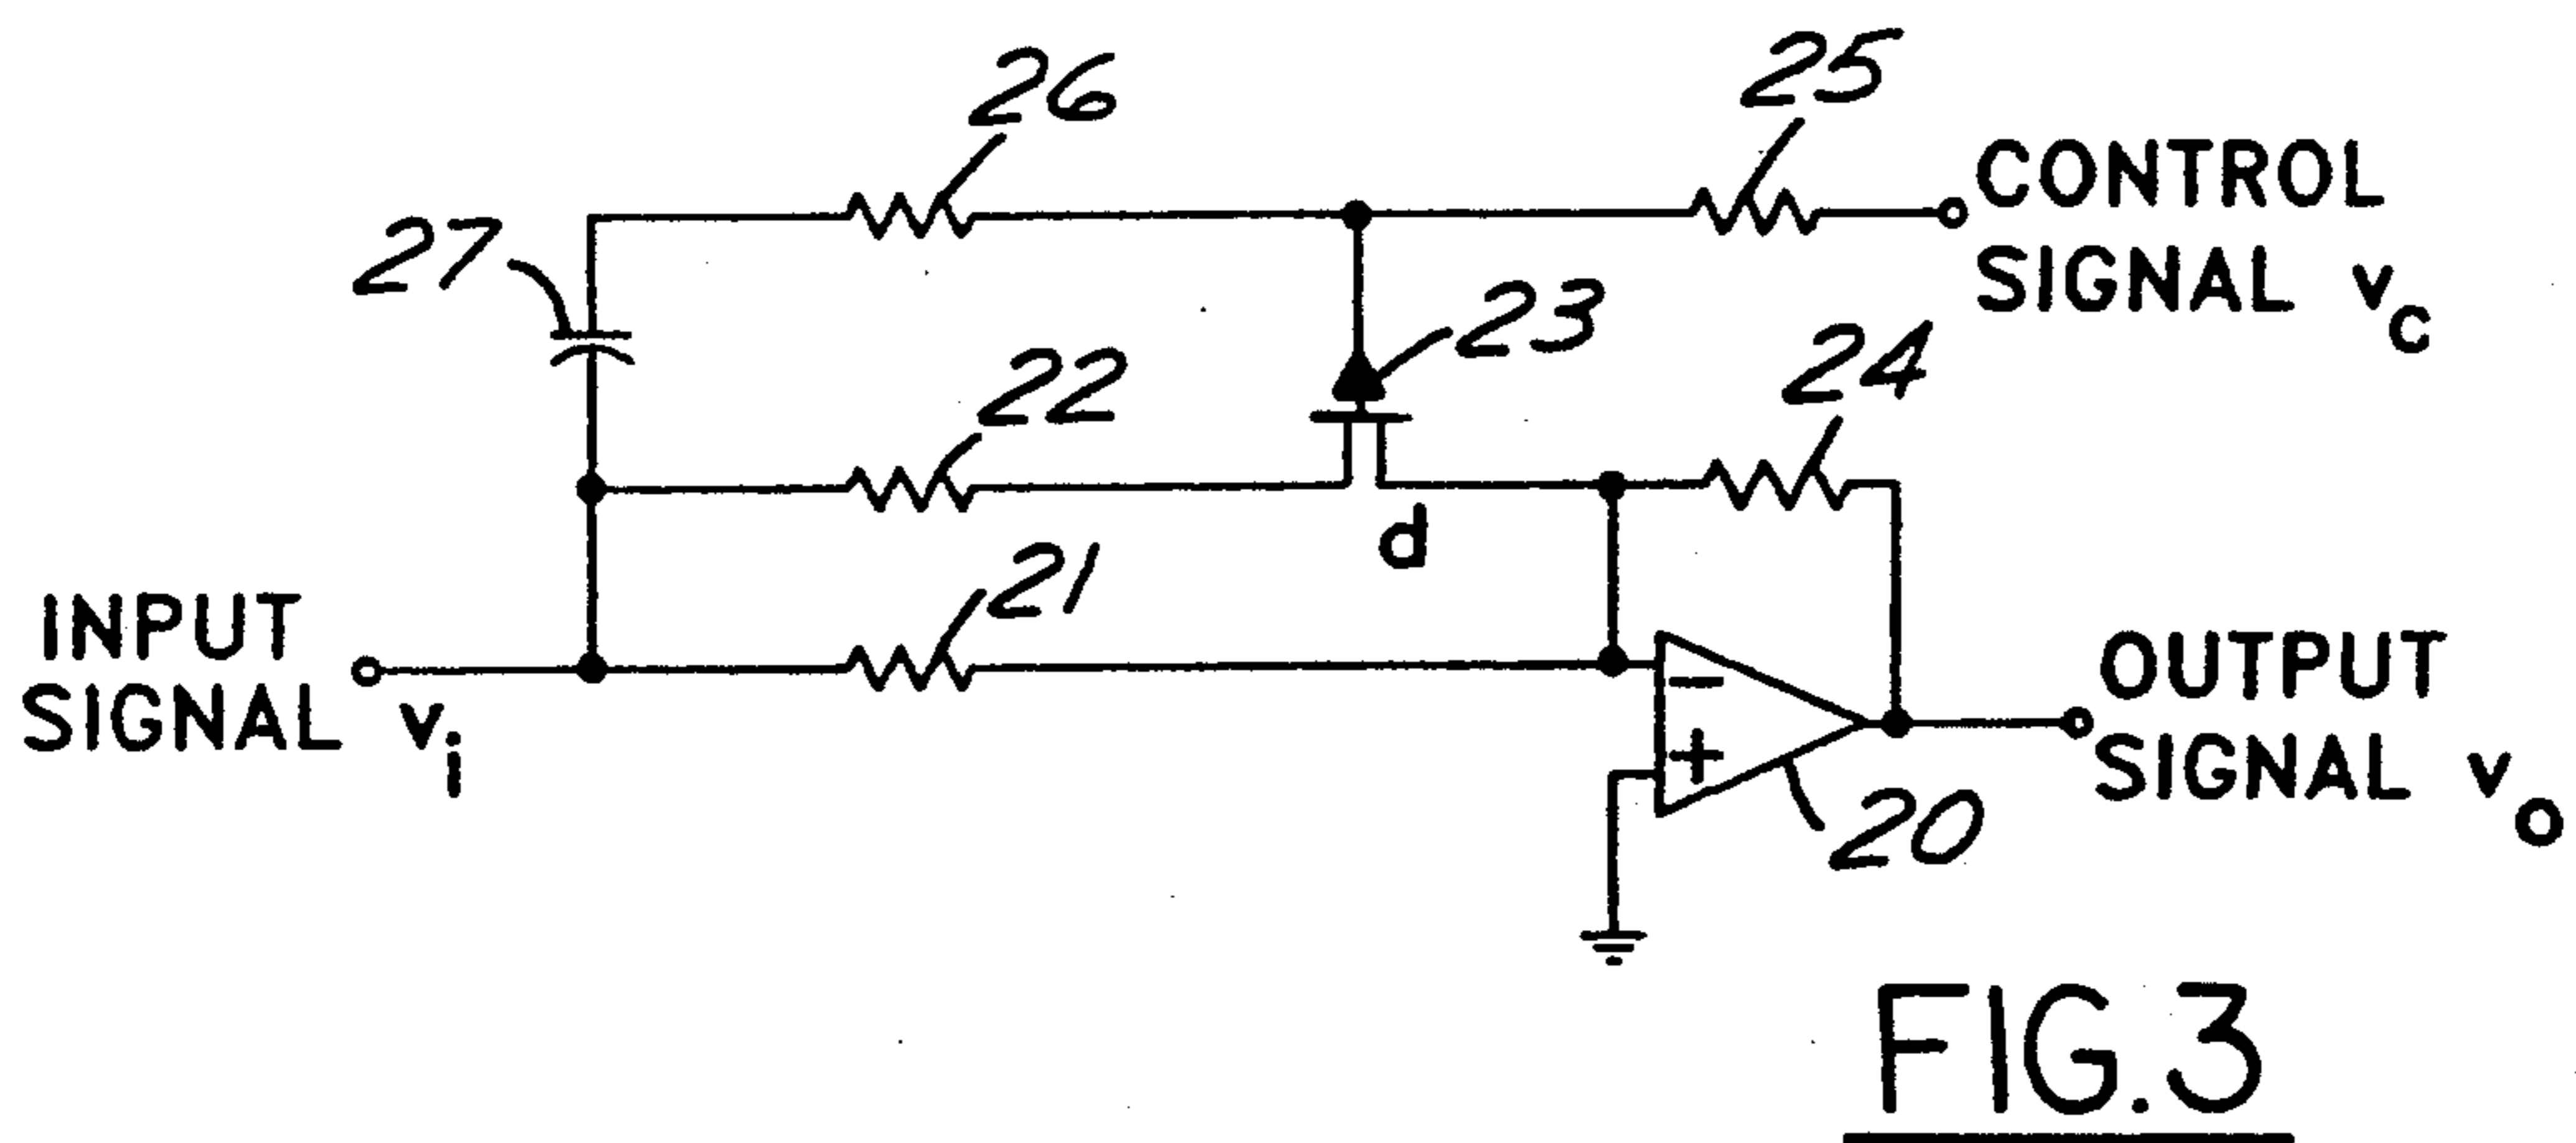 26
25
CONTROL
SIGNAL vc
27
23
22
24
d
21
INPUT
SIGNAL vi
−
+
OUTPUT
SIGNAL vo
20
FIG.3